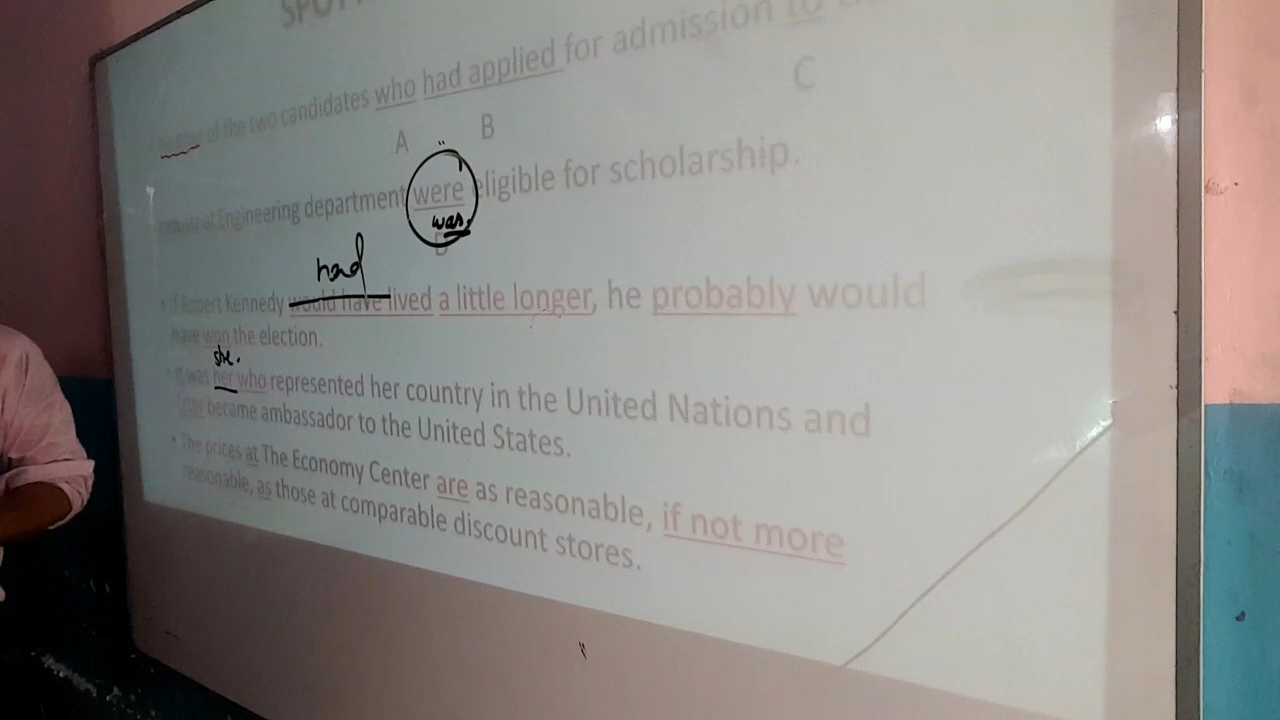 SPOT
of the two candidates who had applied for admission to
A B C
Industrial Engineering department were eligible for scholarship.
was.
D
had
• If Robert Kennedy would have lived a little longer, he probably would
have won the election.
she.
• It was her who represented her country in the United Nations and
became ambassador to the United States.
• The prices at The Economy Center are as reasonable, if not more
reasonable, as those at comparable discount stores.